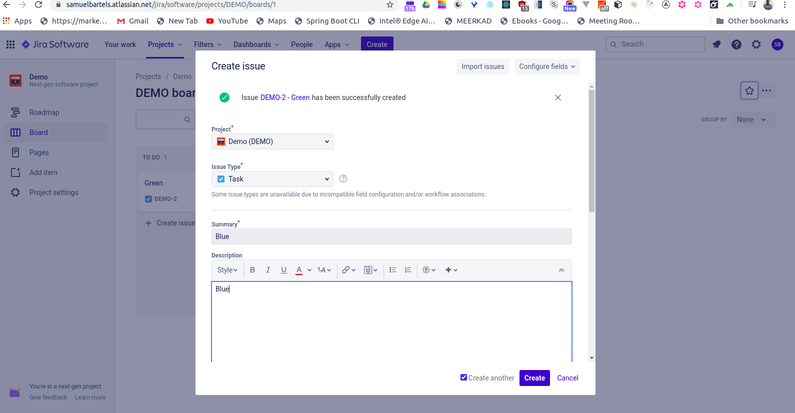 samuelbartels.atlassian.net/jira/software/projects/DEMO/boards/1
Apps
https://marke...
Gmail
New Tab
YouTube
Maps
Spring Boot CLI
Intel® Edge AI...
MEERKAD
Ebooks - Goog...
Meeting Roo...
Other bookmarks
Jira Software
Your work
Projects
Filters
Dashboards
People
Apps
Create
Search
SB
Demo
Next-gen software project
Roadmap
Board
Pages
Add item
Project settings
You're in a next-gen project
Give feedback
Learn more
Projects / Demo
DEMO boar
GROUP BY
None
TO DO 1
Green
DEMO-2
+ Create issue
Create issue
Import issues
Configure fields
Issue DEMO-2 - Green has been successfully created
Project*
Demo (DEMO)
Issue Type*
Task
Some issue types are unavailable due to incompatible field configuration and/or workflow associations.
Summary*
Blue
Description
Style
B I U A
Blue
Create another
Create
Cancel